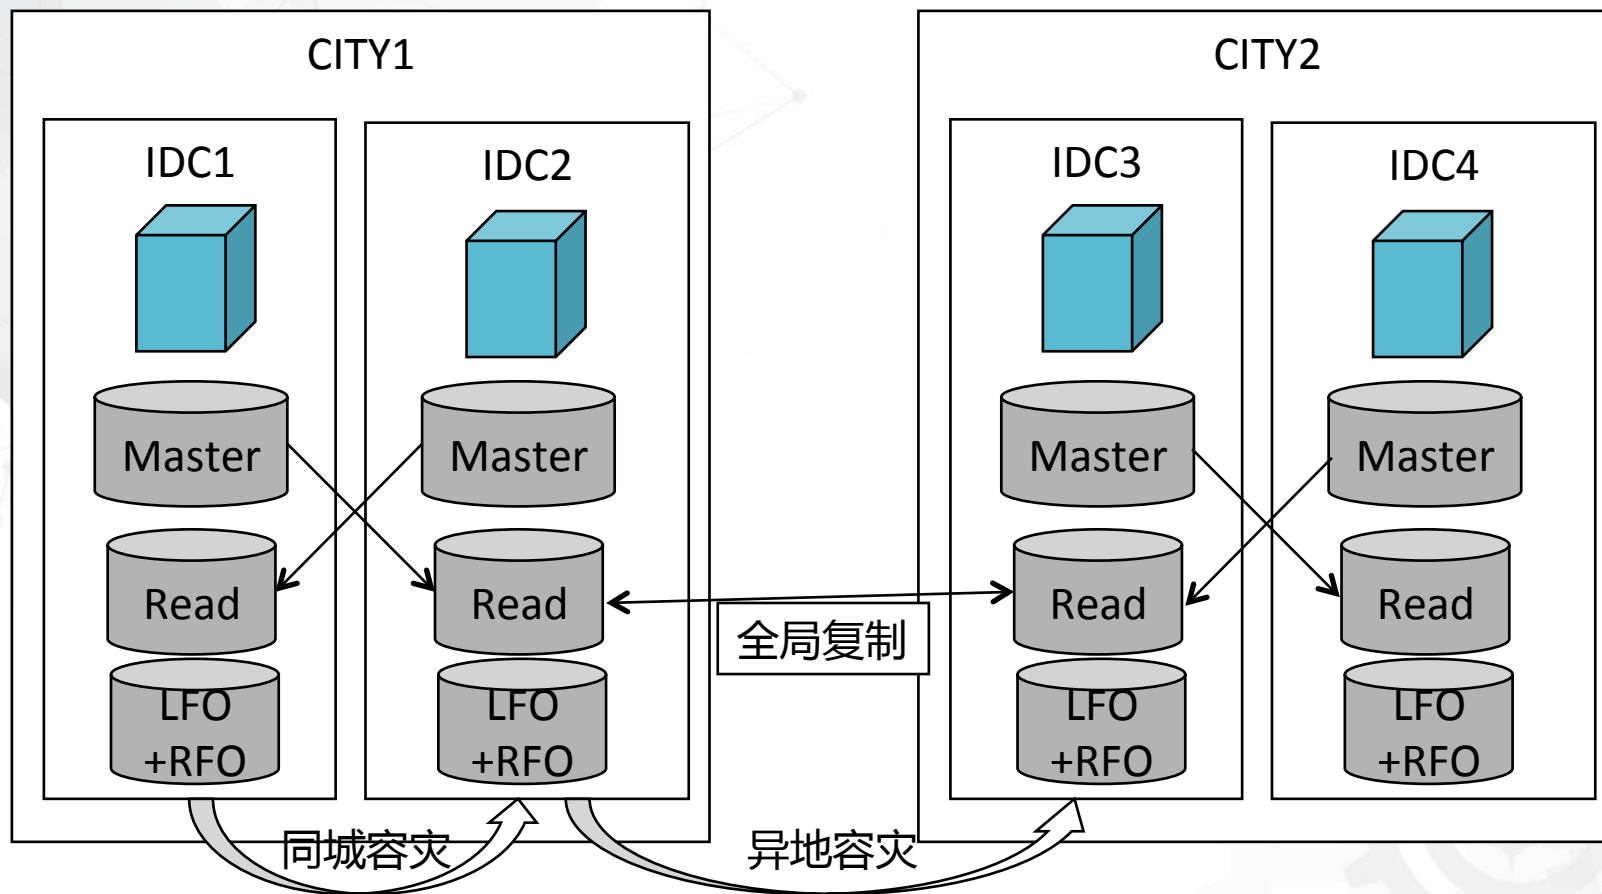 CITY1
CITY2
IDC1
IDC2
IDC3
IDC4
Master
Master
Master
Master
Read
Read
Read
Read
全局复制
LFO
+RFO
LFO
+RFO
LFO
+RFO
LFO
+RFO
同城容灾
异地容灾